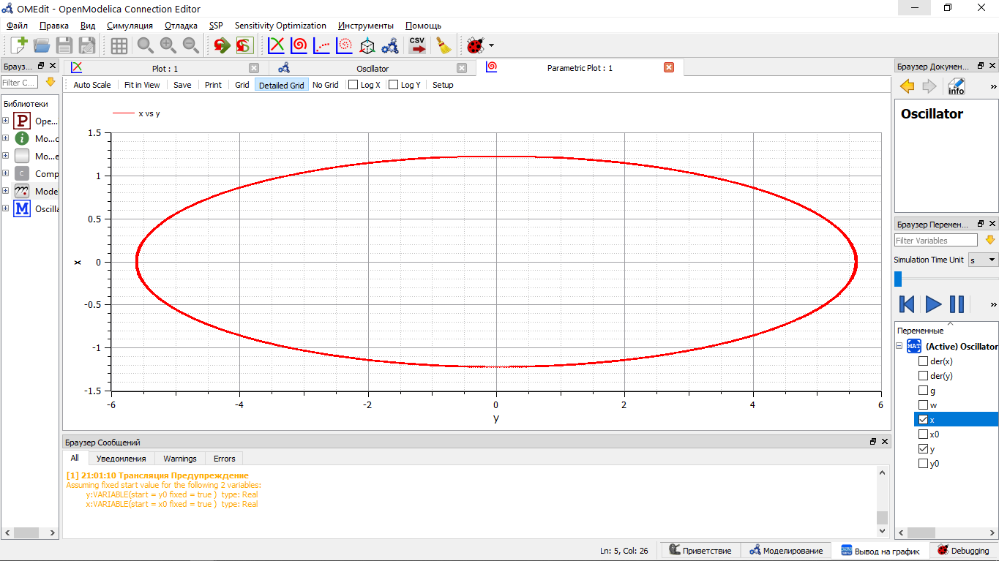 OMEdit - OpenModelica Connection Editor
Файл Правка Вид Симуляция Отладка SSP Sensitivity Optimization Инструменты Помощь
CSV
Брауз...
Filter C...
Библиотеки
P Ope...
i Mo...c
Mo...e
C Comp
Mode
M Oscilla
Plot : 1 Oscillator Parametric Plot : 1
Auto Scale Fit in View Save Print Grid Detailed Grid No Grid Log X Log Y Setup
x vs y
1.5
1
0.5
0
-0.5
-1
-1.5
x
-6 -4 -2 0 2 4 6
y
Браузер Сообщений
All Уведомления Warnings Errors
[1] 21:01:10 Трансляция Предупреждение
Assuming fixed start value for the following 2 variables:
y:VARIABLE(start = y0 fixed = true ) type: Real
x:VARIABLE(start = x0 fixed = true ) type: Real
Браузер Докумен...
info »
Oscillator
Браузер Перемен...
Filter Variables
Simulation Time Unit s
»
Переменные
MAT (Active) Oscillator
der(x)
der(y)
g
w
x
x0
y
y0
Ln: 5, Col: 26 Приветствие Моделирование Вывод на график Debugging